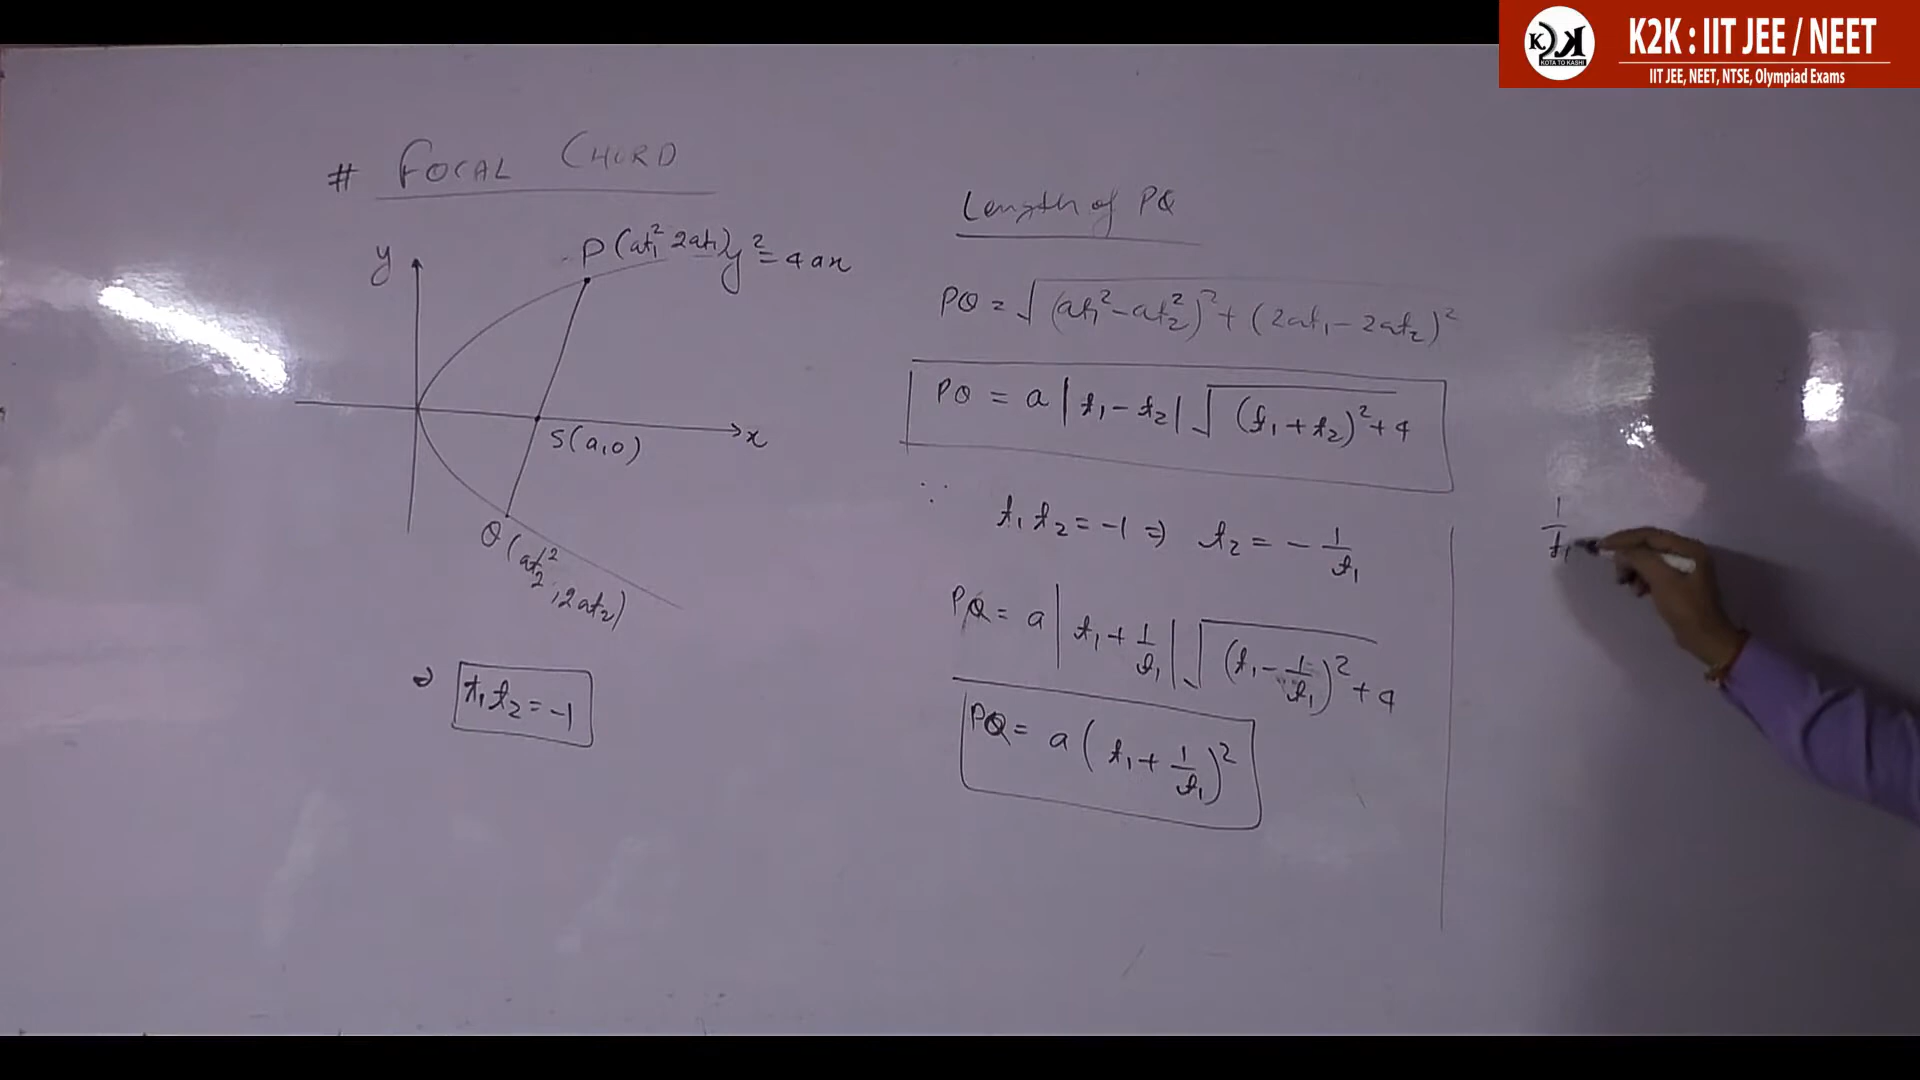 K2K : IIT JEE / NEET
IIT JEE, NEET, NTSE, Olympiad Exams
KOTA TO KASHI
# FOCAL CHORD
y
P(at₁² 2at₁) y² = 4ax
S(a,0)
x
Q(at₂², 2at₂)
⇒ t₁t₂ = -1
Length of PQ
PQ = √(at₁² - at₂²)² + (2at₁ - 2at₂)²
PQ = a |t₁ - t₂| √(t₁ + t₂)² + 4
∵ t₁t₂ = -1 ⇒ t₂ = - 1/t₁
PQ = a |t₁ + 1/t₁| √(t₁ - 1/t₁)² + 4
PQ = a (t₁ + 1/t₁)²
1/t₁